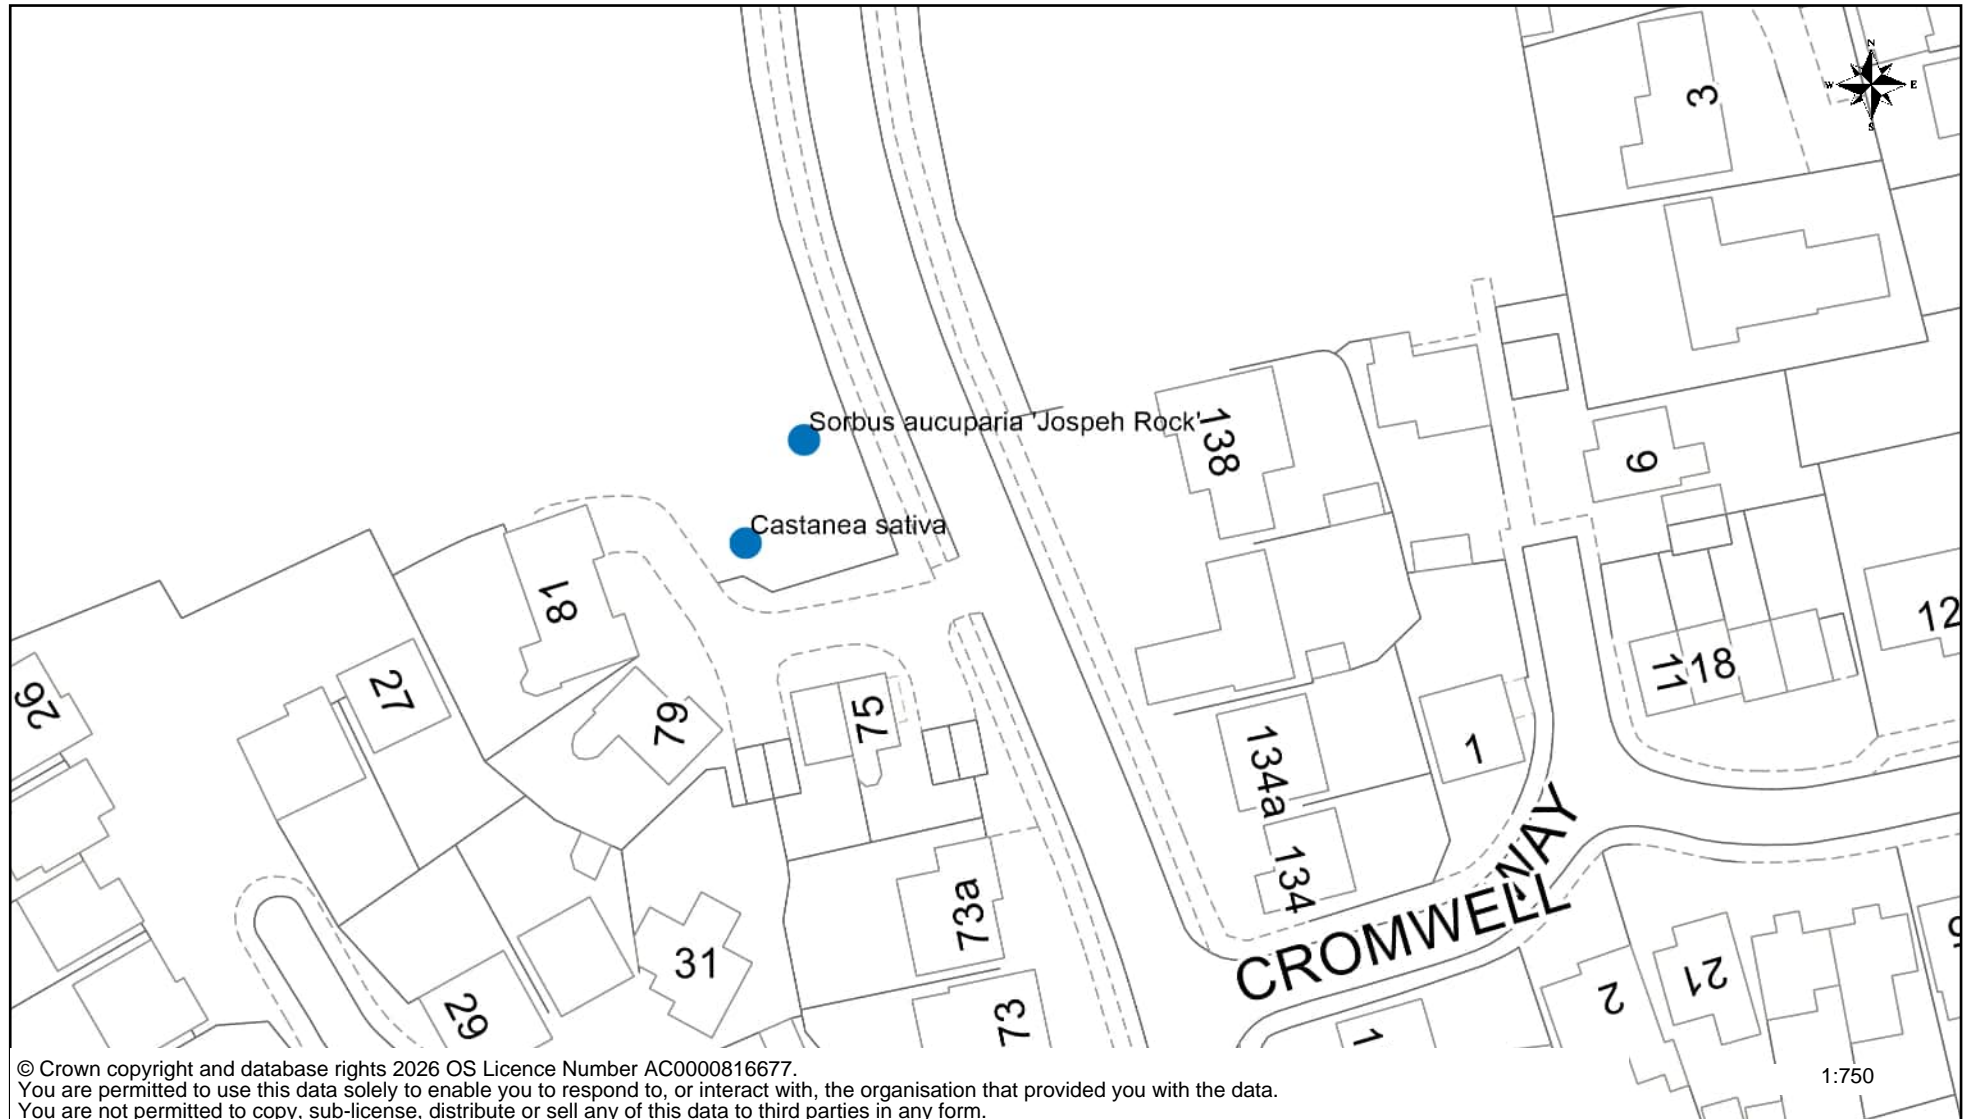 N
W
E
S
3
Sorbus aucuparia 'Jospeh Rock'
138
9
Castanea sativa
81
12
11
18
27
26
79
75
134a
1
WAY
134
73a
CROMWELL
31
21
2
29
73
1
© Crown copyright and database rights 2026 OS Licence Number AC0000816677.
1:750
You are permitted to use this data solely to enable you to respond to, or interact with, the organisation that provided you with the data.
You are not permitted to copy, sub-license, distribute or sell any of this data to third parties in any form.